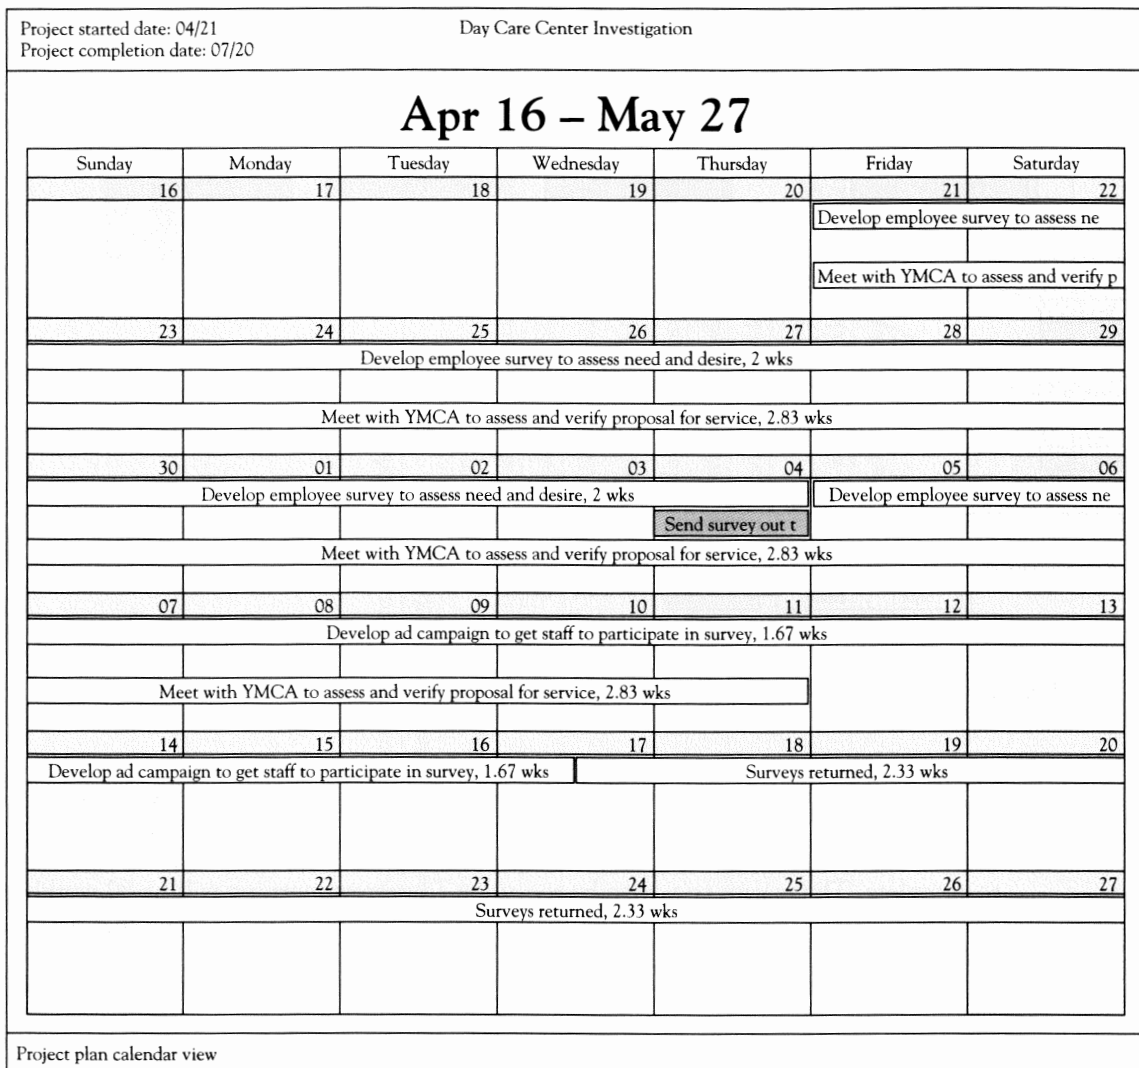 Project started date: 04/21
Day Care Center Investigation
Project completion date: 07/20
Apr 16 – May 27
Sunday Monday Tuesday Wednesday Thursday Friday Saturday
16 17 18 19 20 21 22
Develop employee survey to assess ne
Meet with YMCA to assess and verify p
23 24 25 26 27 28 29
Develop employee survey to assess need and desire, 2 wks
Meet with YMCA to assess and verify proposal for service, 2.83 wks
30 01 02 03 04 05 06
Develop employee survey to assess need and desire, 2 wks Develop employee survey to assess ne
Send survey out t
Meet with YMCA to assess and verify proposal for service, 2.83 wks
07 08 09 10 11 12 13
Develop ad campaign to get staff to participate in survey, 1.67 wks
Meet with YMCA to assess and verify proposal for service, 2.83 wks
14 15 16 17 18 19 20
Develop ad campaign to get staff to participate in survey, 1.67 wks Surveys returned, 2.33 wks
21 22 23 24 25 26 27
Surveys returned, 2.33 wks
Project plan calendar view